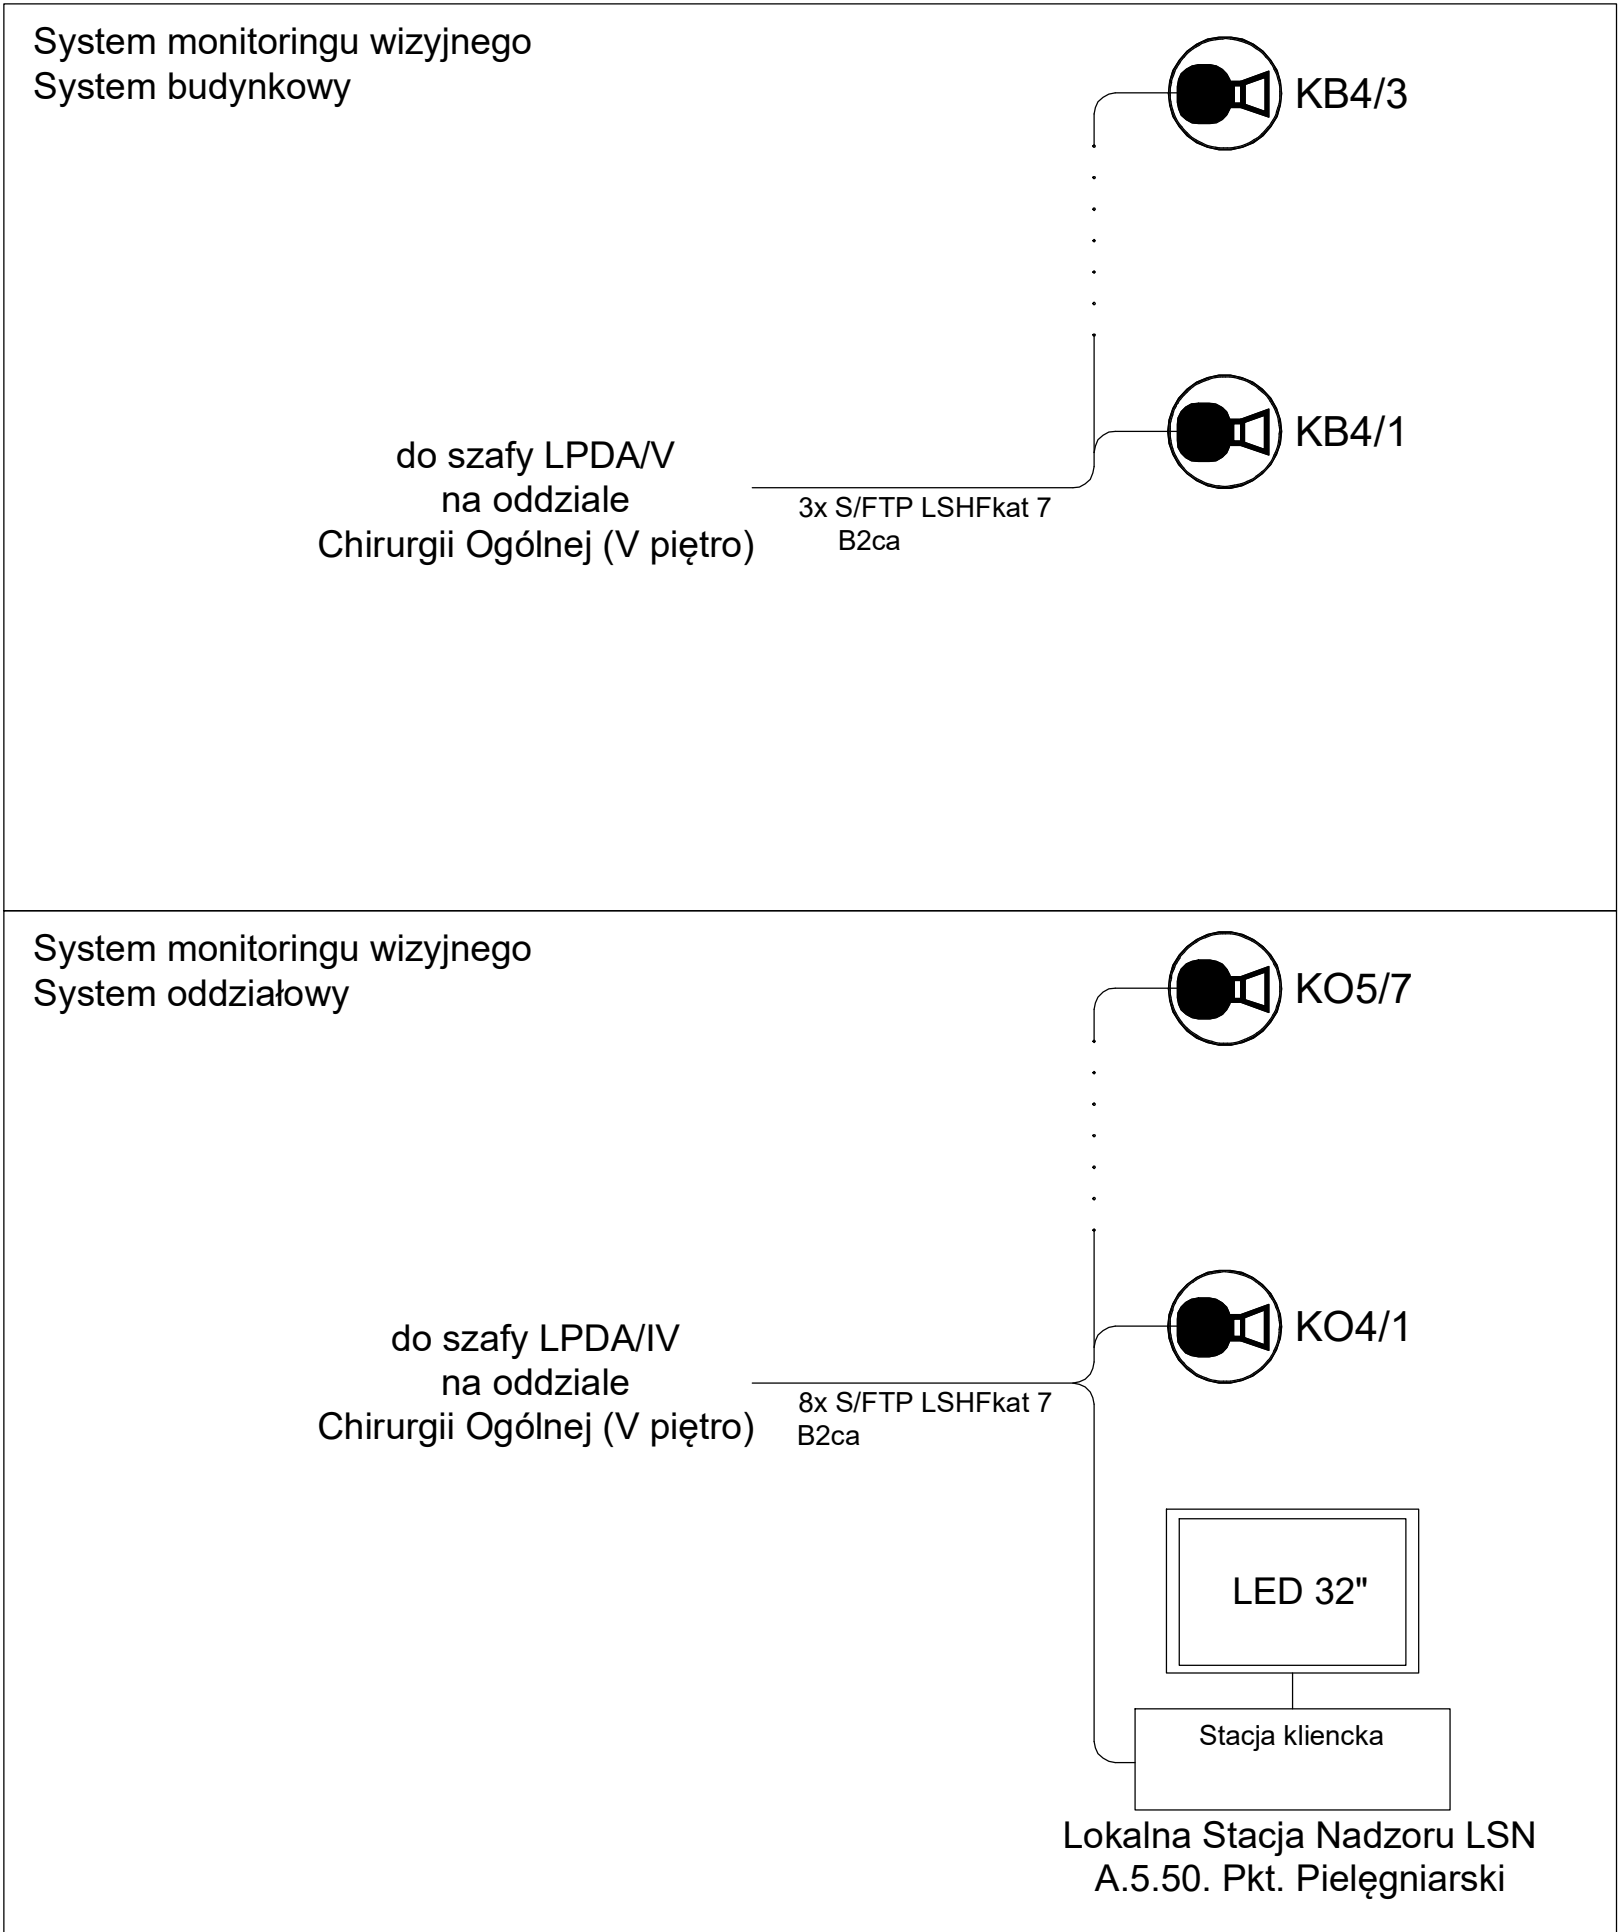 System monitoringu wizyjnego
System budynkowy
KB4/3
KB4/1
do szafy LPDA/V
na oddziale
Chirurgii Ogólnej (V piętro)
3x S/FTP LSHFkat 7
B2ca
System monitoringu wizyjnego
System oddziałowy
KO5/7
KO4/1
do szafy LPDA/IV
na oddziale
Chirurgii Ogólnej (V piętro)
8x S/FTP LSHFkat 7
B2ca
LED 32"
Stacja kliencka
Lokalna Stacja Nadzoru LSN
A.5.50. Pkt. Pielęgniarski